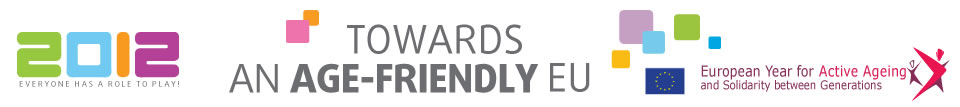 2012
EVERYONE HAS A ROLE TO PLAY!
TOWARDS
AN AGE-FRIENDLY EU
European Year for Active Ageing
and Solidarity between Generations